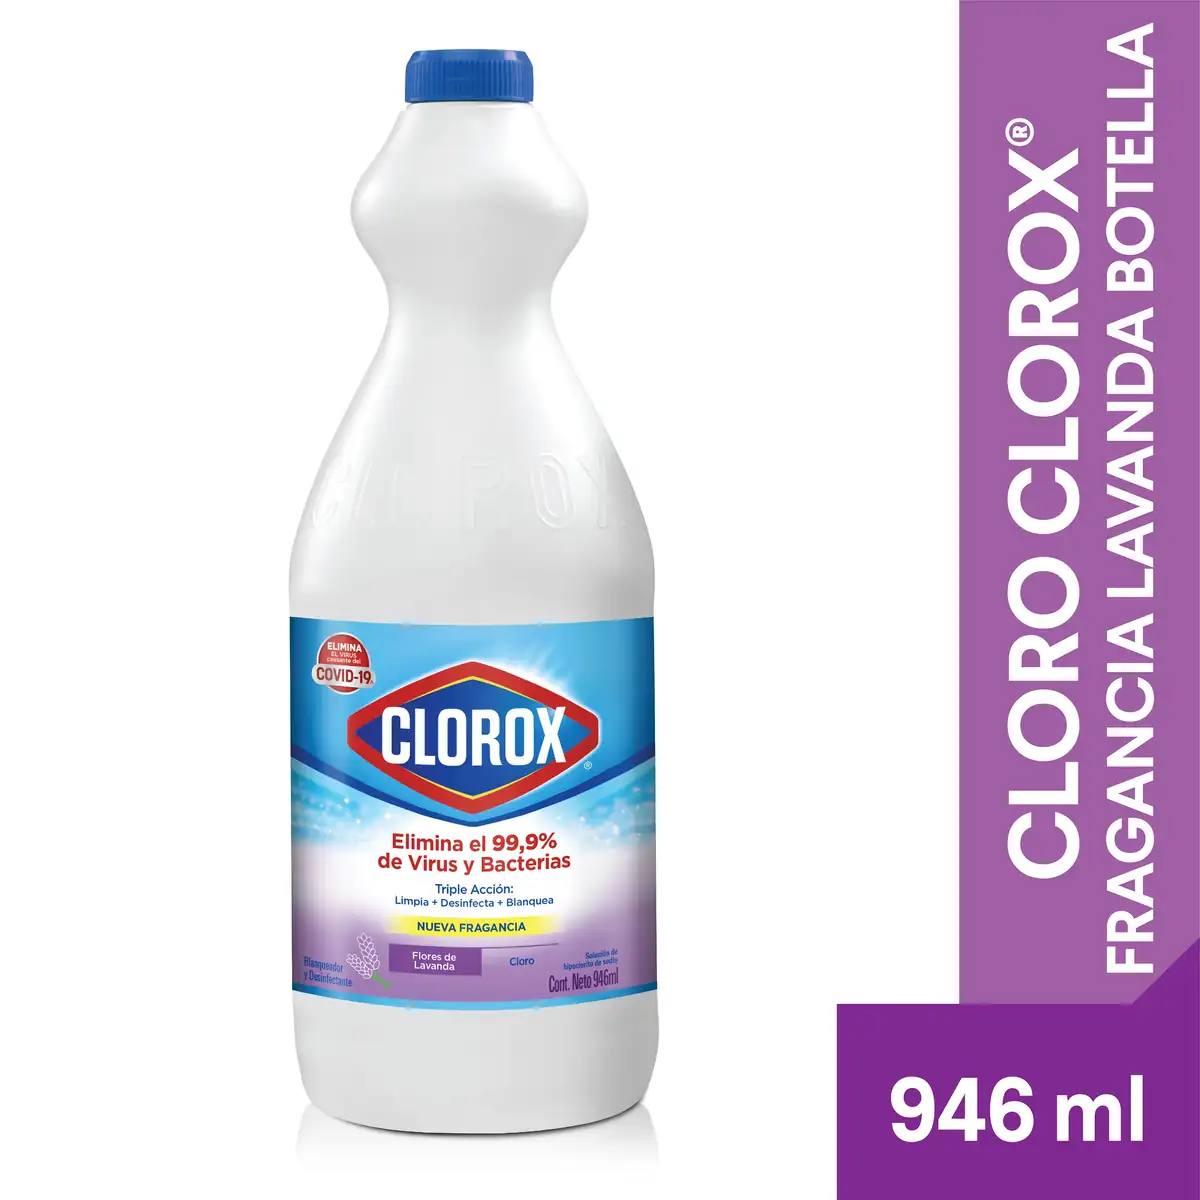 ELIMINA
EL VIRUS
causante del
COVID-19
CLOROX
®
Elimina el 99,9%
de Virus y Bacterias
Triple Acción:
Limpia + Desinfecta + Blanquea
NUEVA FRAGANCIA
Flores de
Lavanda
Cloro
Blanqueador
y Desinfectante
Solución de
hipoclorito de sodio
Cont. Neto 946ml
CLORO CLOROX®
FRAGANCIA LAVANDA BOTELLA
946 ml